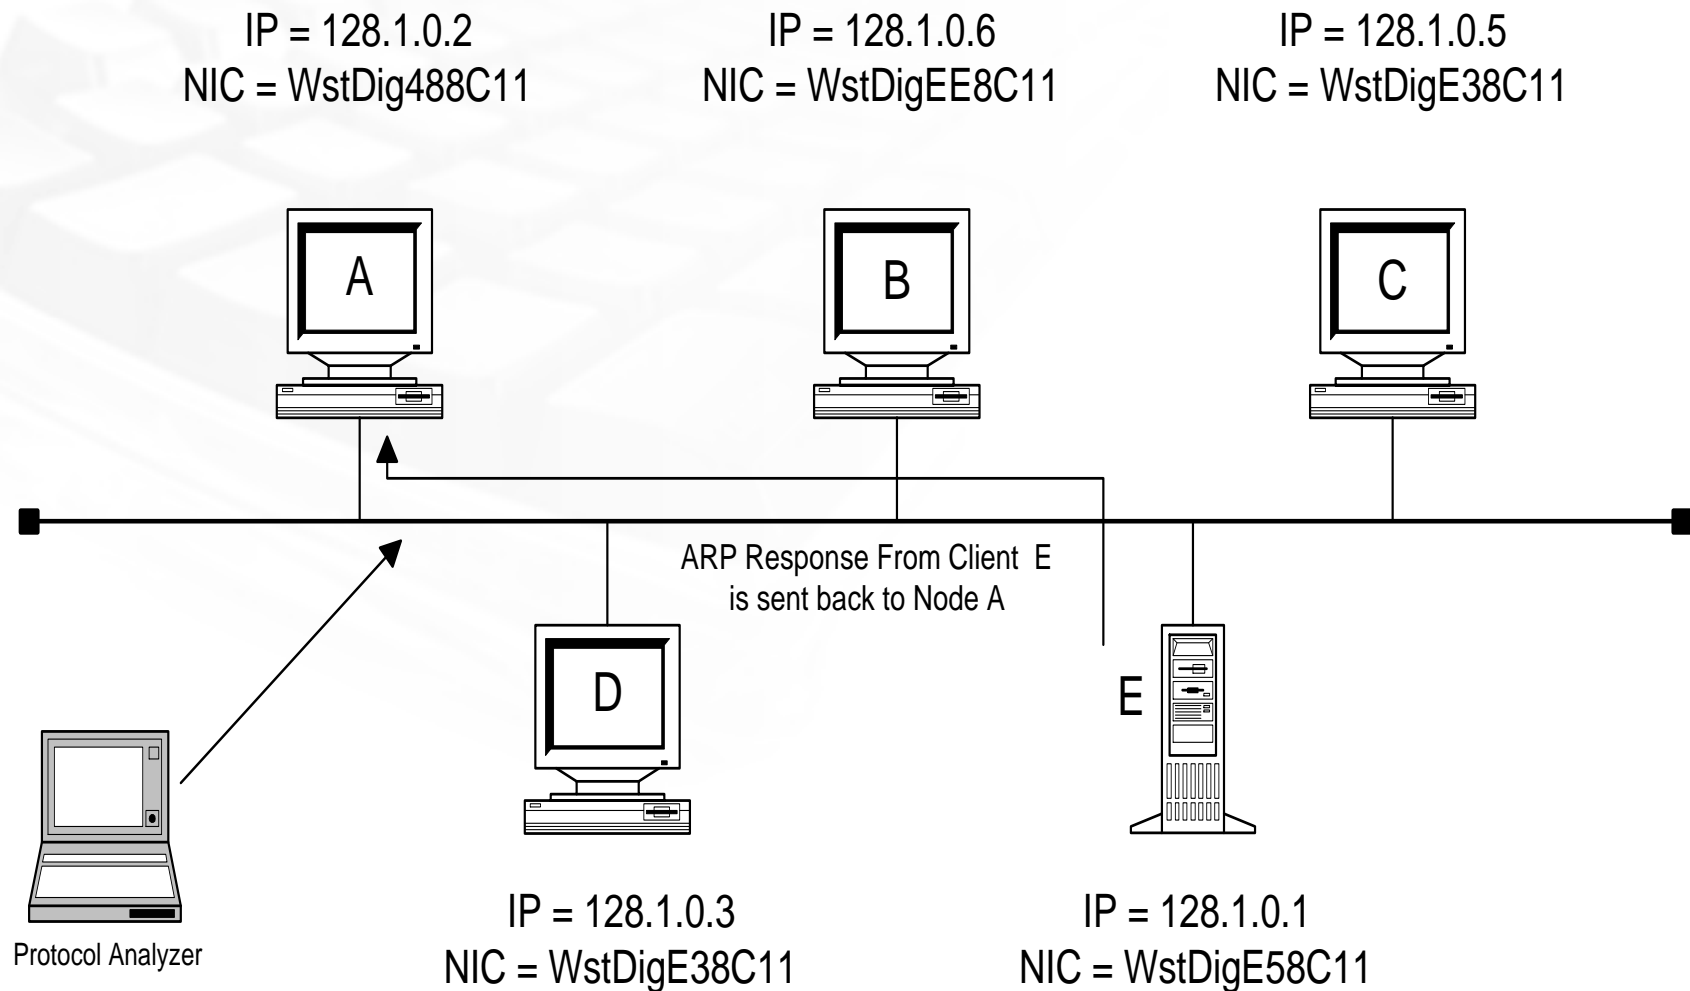 IP = 128.1.0.2
NIC = WstDig488C11
IP = 128.1.0.6
NIC = WstDigEE8C11
IP = 128.1.0.5
NIC = WstDigE38C11
A
B
C
ARP Response From Client E
is sent back to Node A
D
E
Protocol Analyzer
IP = 128.1.0.3
NIC = WstDigE38C11
IP = 128.1.0.1
NIC = WstDigE58C11